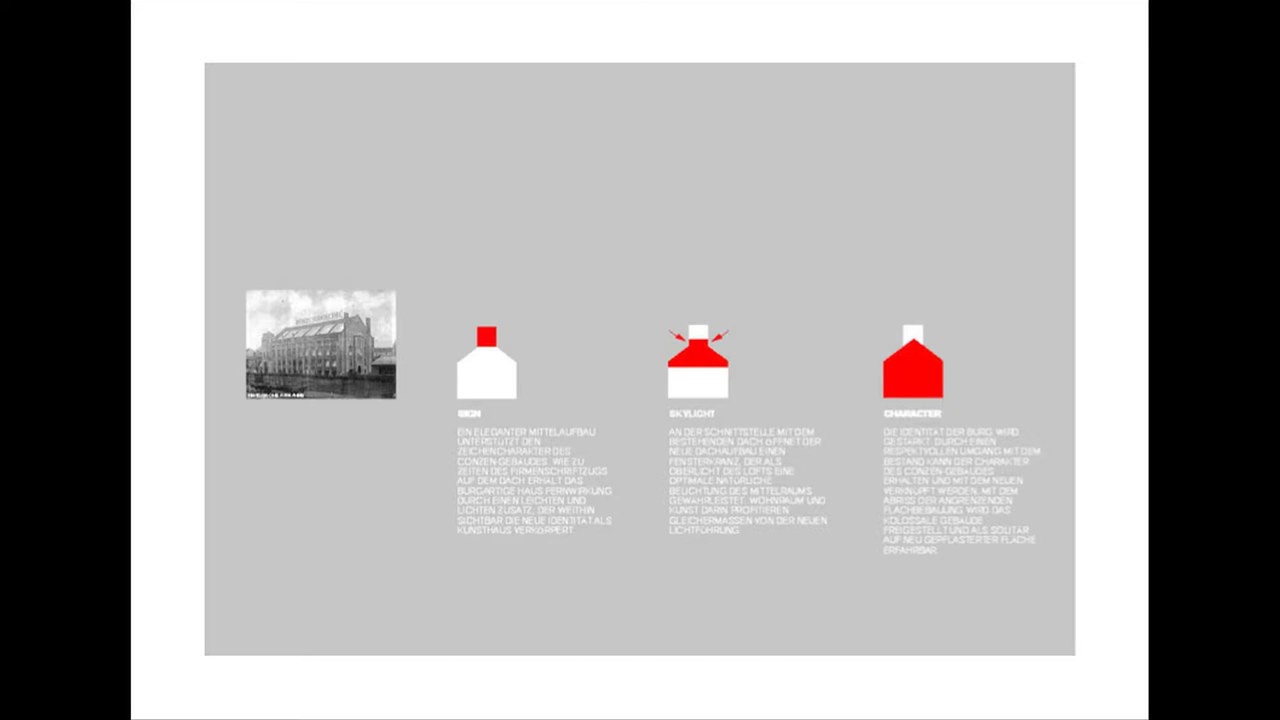 SKIN
EIN ELEGANTER MITTELAUFBAU
UNTERSTÜTZT DEN
ZEICHENCHARAKTER DES
CONZEN-GEBÄUDES. WIE ZU
ZEITEN DES FIRMENSCHRIFTZUGS
AUF DEM DACH ERHÄLT DAS
BURGARTIGE HAUS FERNWIRKUNG
DURCH EINEN LEICHTEN UND
LICHTEN ZUSATZ, DER WEITHIN
SICHTBAR DIE NEUE IDENTITÄT ALS
KUNSTHAUS VERKÖRPERT.
SKYLIGHT
AN DER SCHNITTSTELLE MIT DEM
BESTEHENDEN DACH ÖFFNET DER
NEUE DACHAUFBAU EINEN
FENSTERKRANZ, DER ALS
OBERLICHT DES LOFTS EINE
OPTIMALE NATÜRLICHE
BELICHTUNG DES MITTELRAUMS
GEWÄHRLEISTET. WOHNRAUM UND
KUNST DARIN PROFITIEREN
GLEICHERMASSEN VON DER NEUEN
LICHTFÜHRUNG.
CHARACTER
DIE IDENTITÄT DER BURG WIRD
GESTÄRKT. DURCH EINEN
RESPEKTVOLLEN UMGANG MIT DEM
BESTAND KANN DER CHARAKTER
DES CONZEN-GEBÄUDES
ERHALTEN UND MIT DEM NEUEN
VERKNÜPFT WERDEN. MIT DEM
ABRISS DER ANGRENZENDEN
FLACHBEBAUUNG WIRD DAS
KOLOSSALE GEBÄUDE
FREIGESTELLT UND ALS SOLITÄR
AUF NEU GEPFLASTERTER FLÄCHE
ERFAHRBAR.